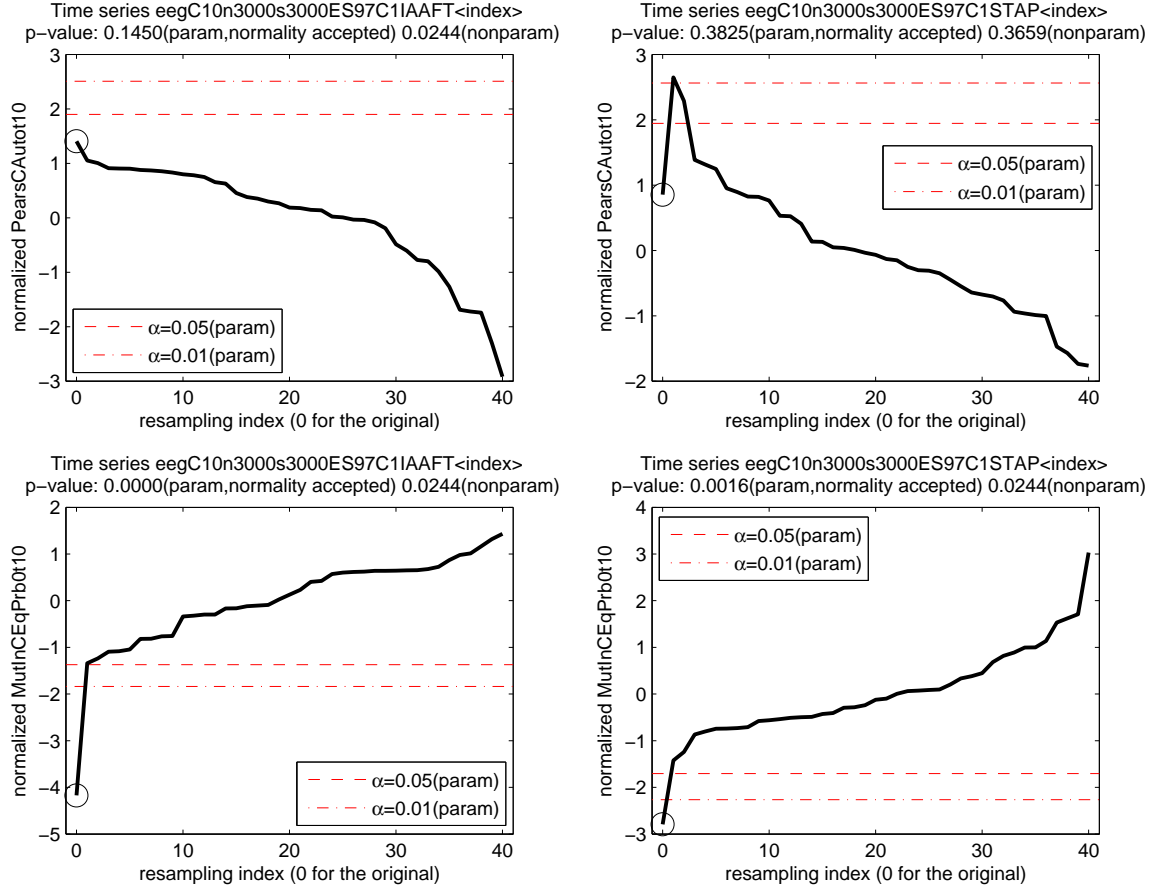 Time series eegC10n3000s3000ES97C1IAAFT<index>
p−value: 0.1450(param,normality accepted) 0.0244(nonparam)
3
2
1
0
−1
−2
−3
normalized PearsCAutot10
α=0.05(param)
α=0.01(param)
0 10 20 30 40
resampling index (0 for the original)
Time series eegC10n3000s3000ES97C1STAP<index>
p−value: 0.3825(param,normality accepted) 0.3659(nonparam)
3
2
1
0
−1
−2
normalized PearsCAutot10
α=0.05(param)
α=0.01(param)
0 10 20 30 40
resampling index (0 for the original)
Time series eegC10n3000s3000ES97C1IAAFT<index>
p−value: 0.0000(param,normality accepted) 0.0244(nonparam)
2
1
0
−1
−2
−3
−4
−5
normalized MutInCEqPrb0t10
α=0.05(param)
α=0.01(param)
0 10 20 30 40
resampling index (0 for the original)
Time series eegC10n3000s3000ES97C1STAP<index>
p−value: 0.0016(param,normality accepted) 0.0244(nonparam)
4
3
2
1
0
−1
−2
−3
normalized MutInCEqPrb0t10
α=0.05(param)
α=0.01(param)
0 10 20 30 40
resampling index (0 for the original)